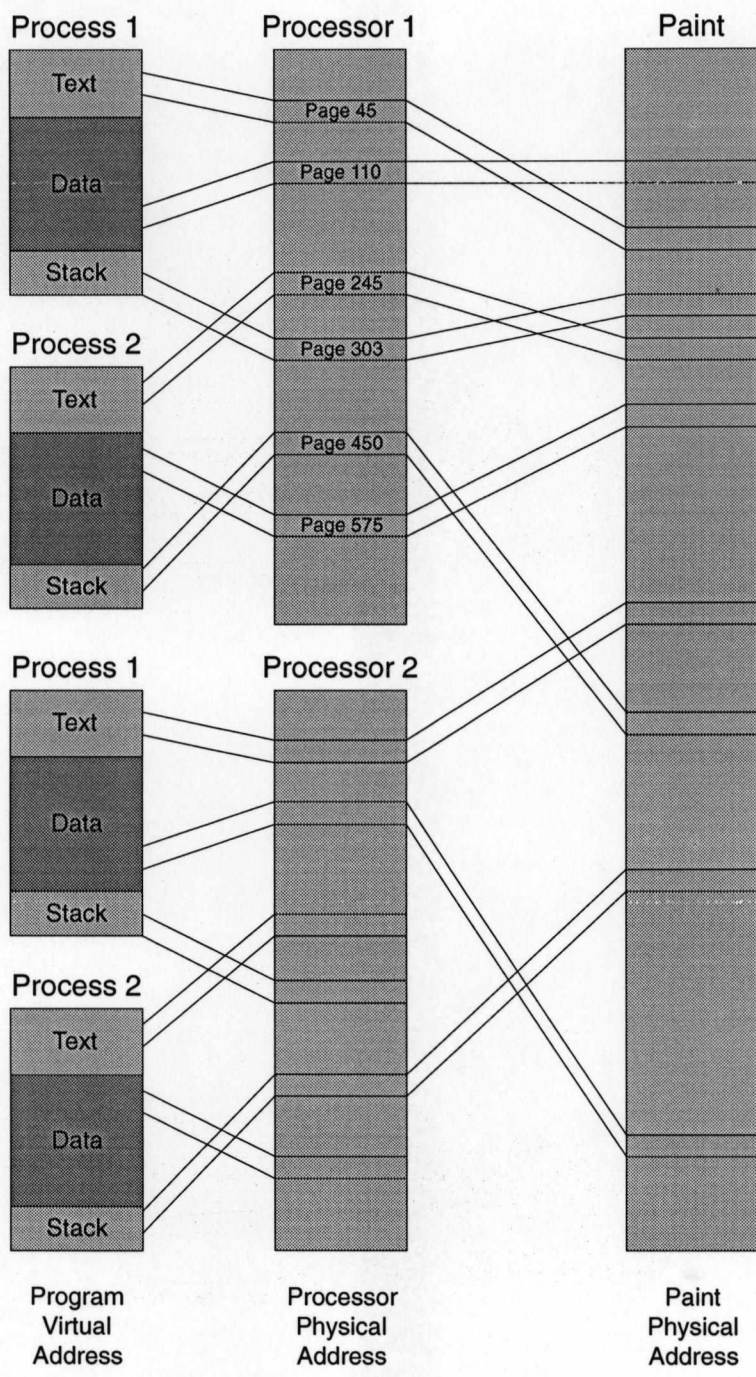 Process 1
Processor 1
Paint
Text
Data
Stack
Page 45
Page 110
Page 245
Page 303
Page 450
Page 575
Process 2
Text
Data
Stack
Process 1
Processor 2
Text
Data
Stack
Process 2
Text
Data
Stack
Program
Virtual
Address
Processor
Physical
Address
Paint
Physical
Address